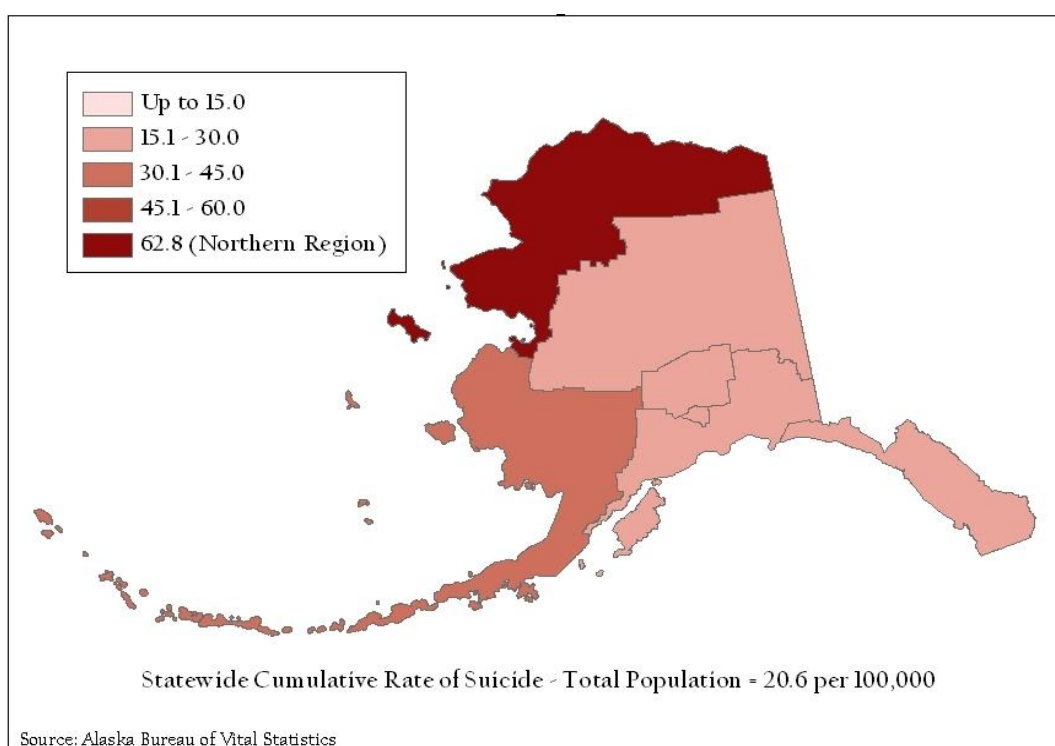 Up to 15.0
15.1 - 30.0
30.1 - 45.0
45.1 - 60.0
62.8 (Northern Region)
Statewide Cumulative Rate of Suicide - Total Population = 20.6 per 100,000
Source: Alaska Bureau of Vital Statistics